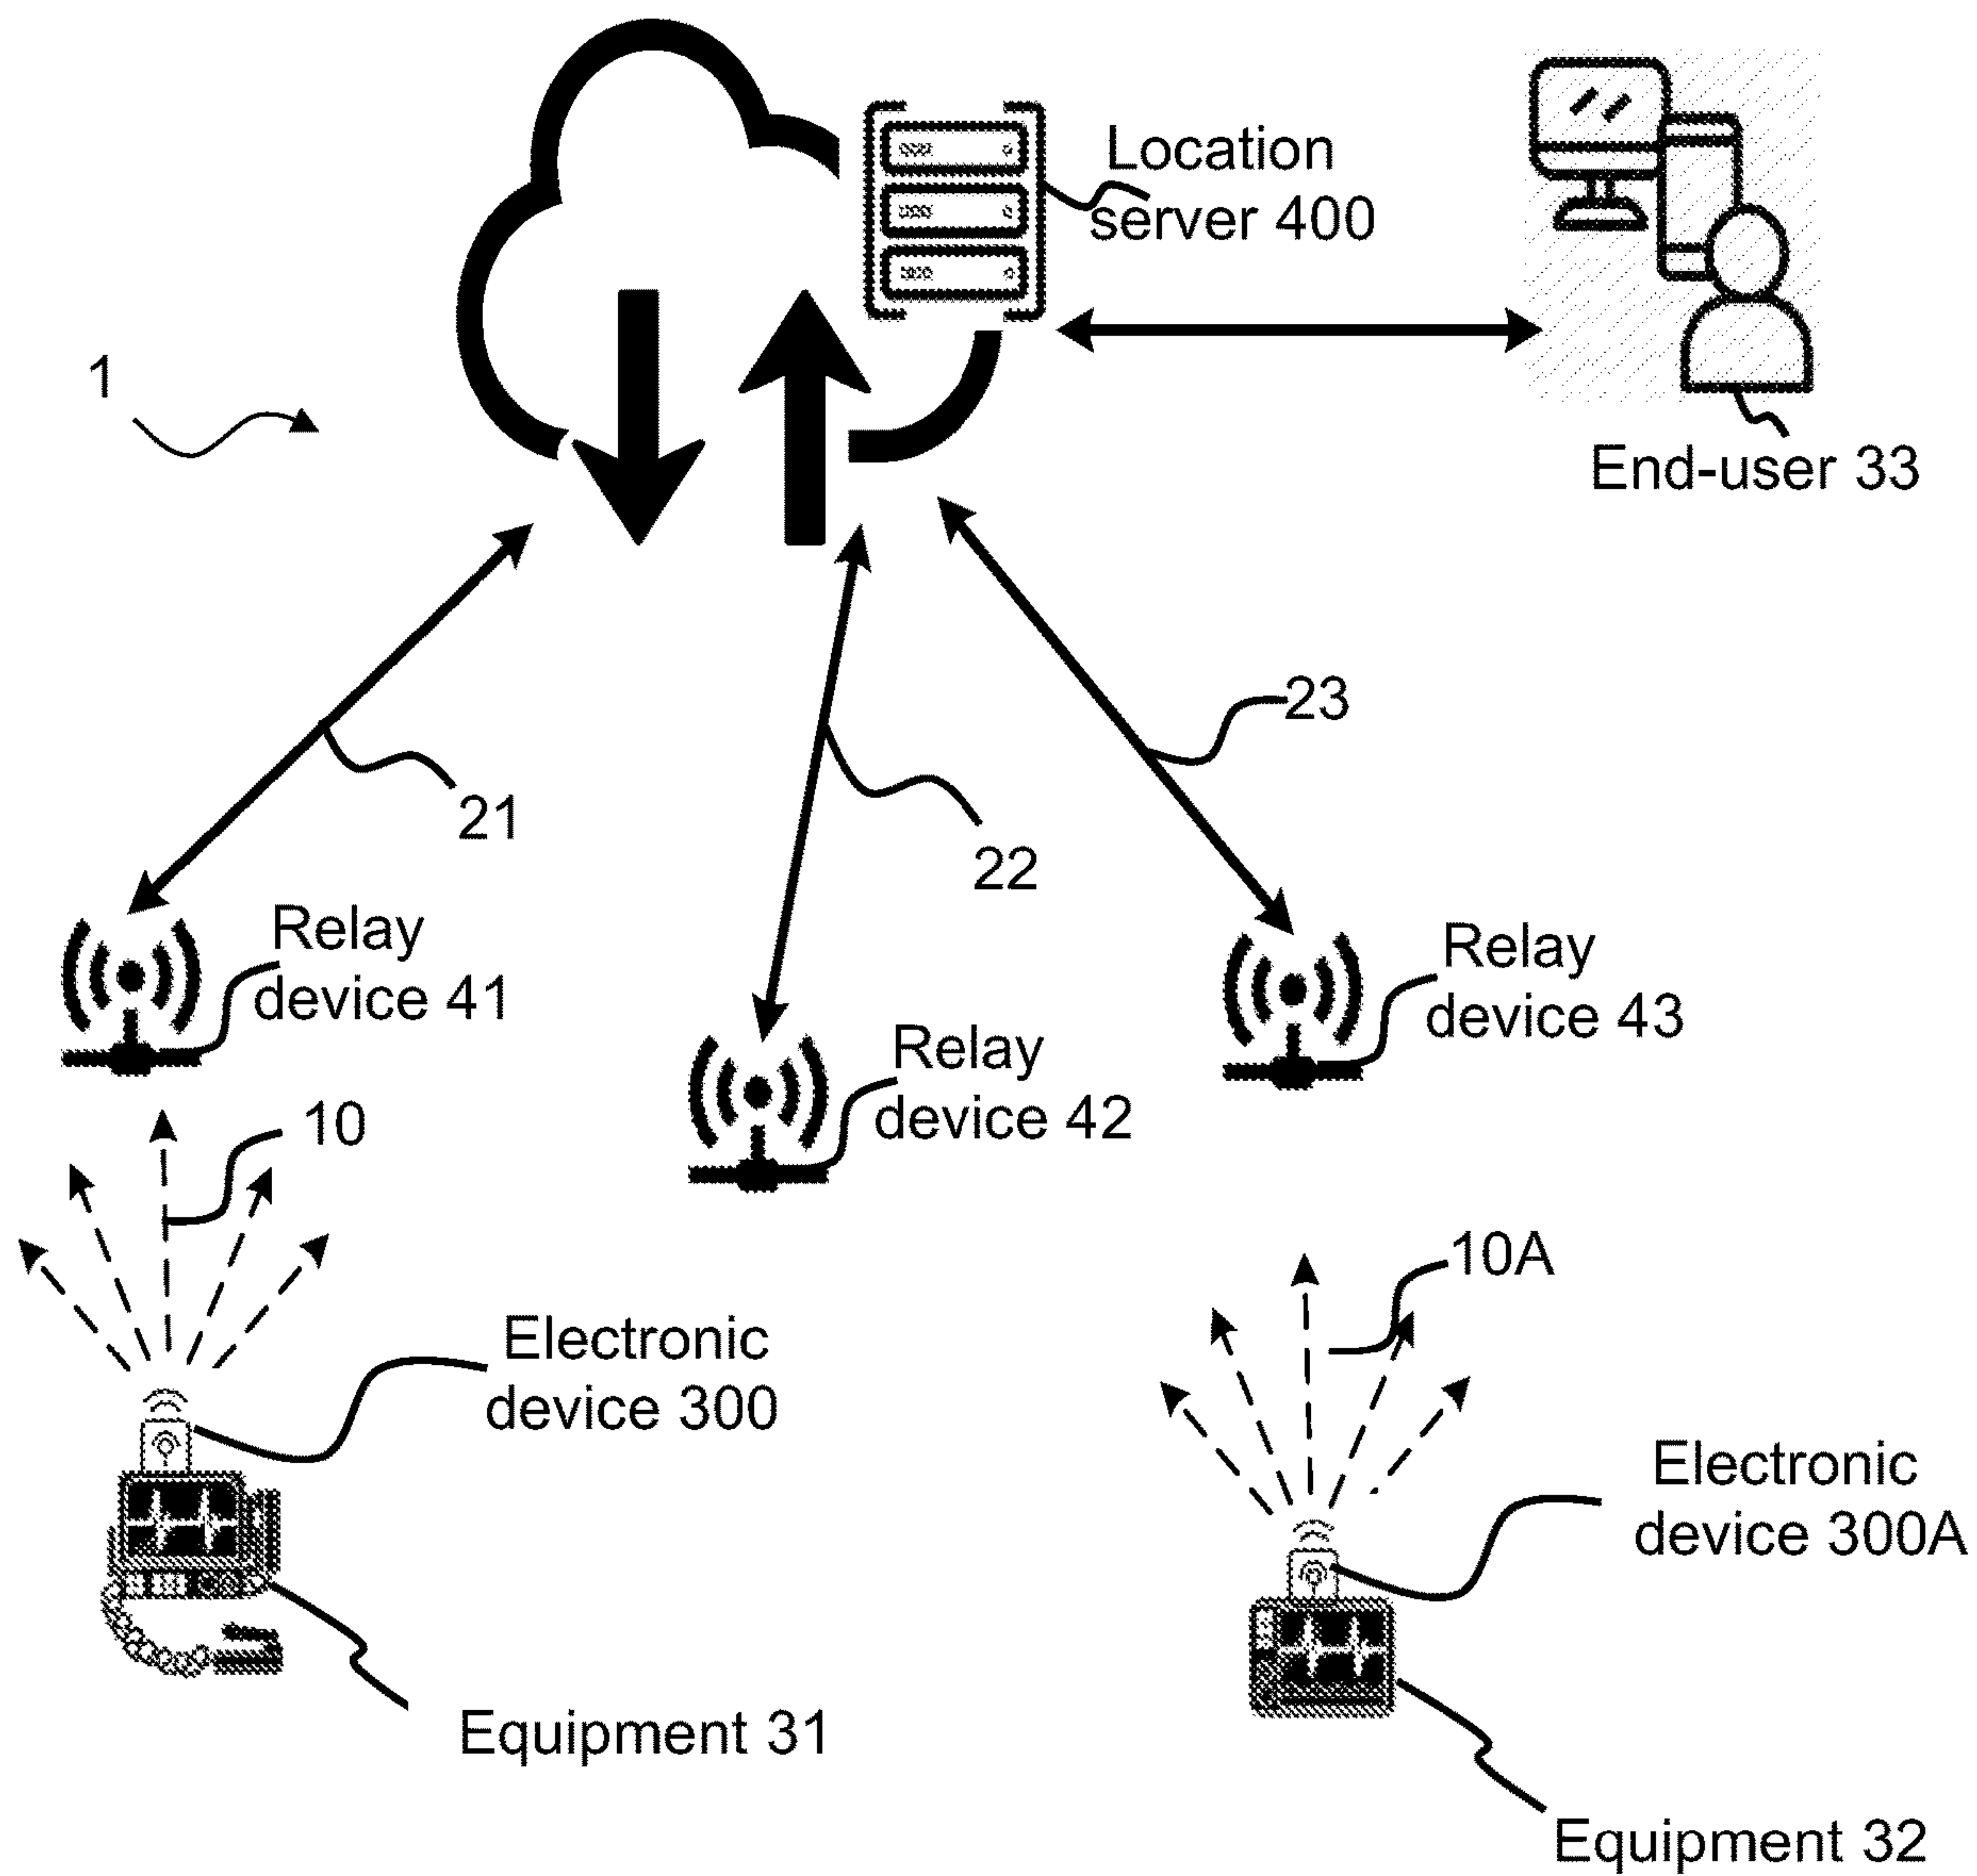 Location
server 400
1
End-user 33
23
21
22
Relay
device 41
Relay
device 43
Relay
device 42
10
10A
Electronic
device 300
Electronic
device 300A
Equipment 31
Equipment 32